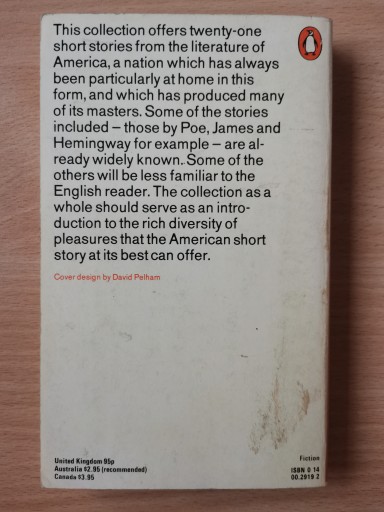 This collection offers twenty-one
short stories from the literature of
America, a nation which has always
been particularly at home in this
form, and which has produced many
of its masters. Some of the stories
included – those by Poe, James and
Hemingway for example – are al-
ready widely known. Some of the
others will be less familiar to the
English reader. The collection as a
whole should serve as an intro-
duction to the rich diversity of
pleasures that the American short
story at its best can offer.
Cover design by David Pelham
United Kingdom 95p
Australia $2.95 (recommended)
Canada $3.95
Fiction
ISBN 0 14
00.2919 2